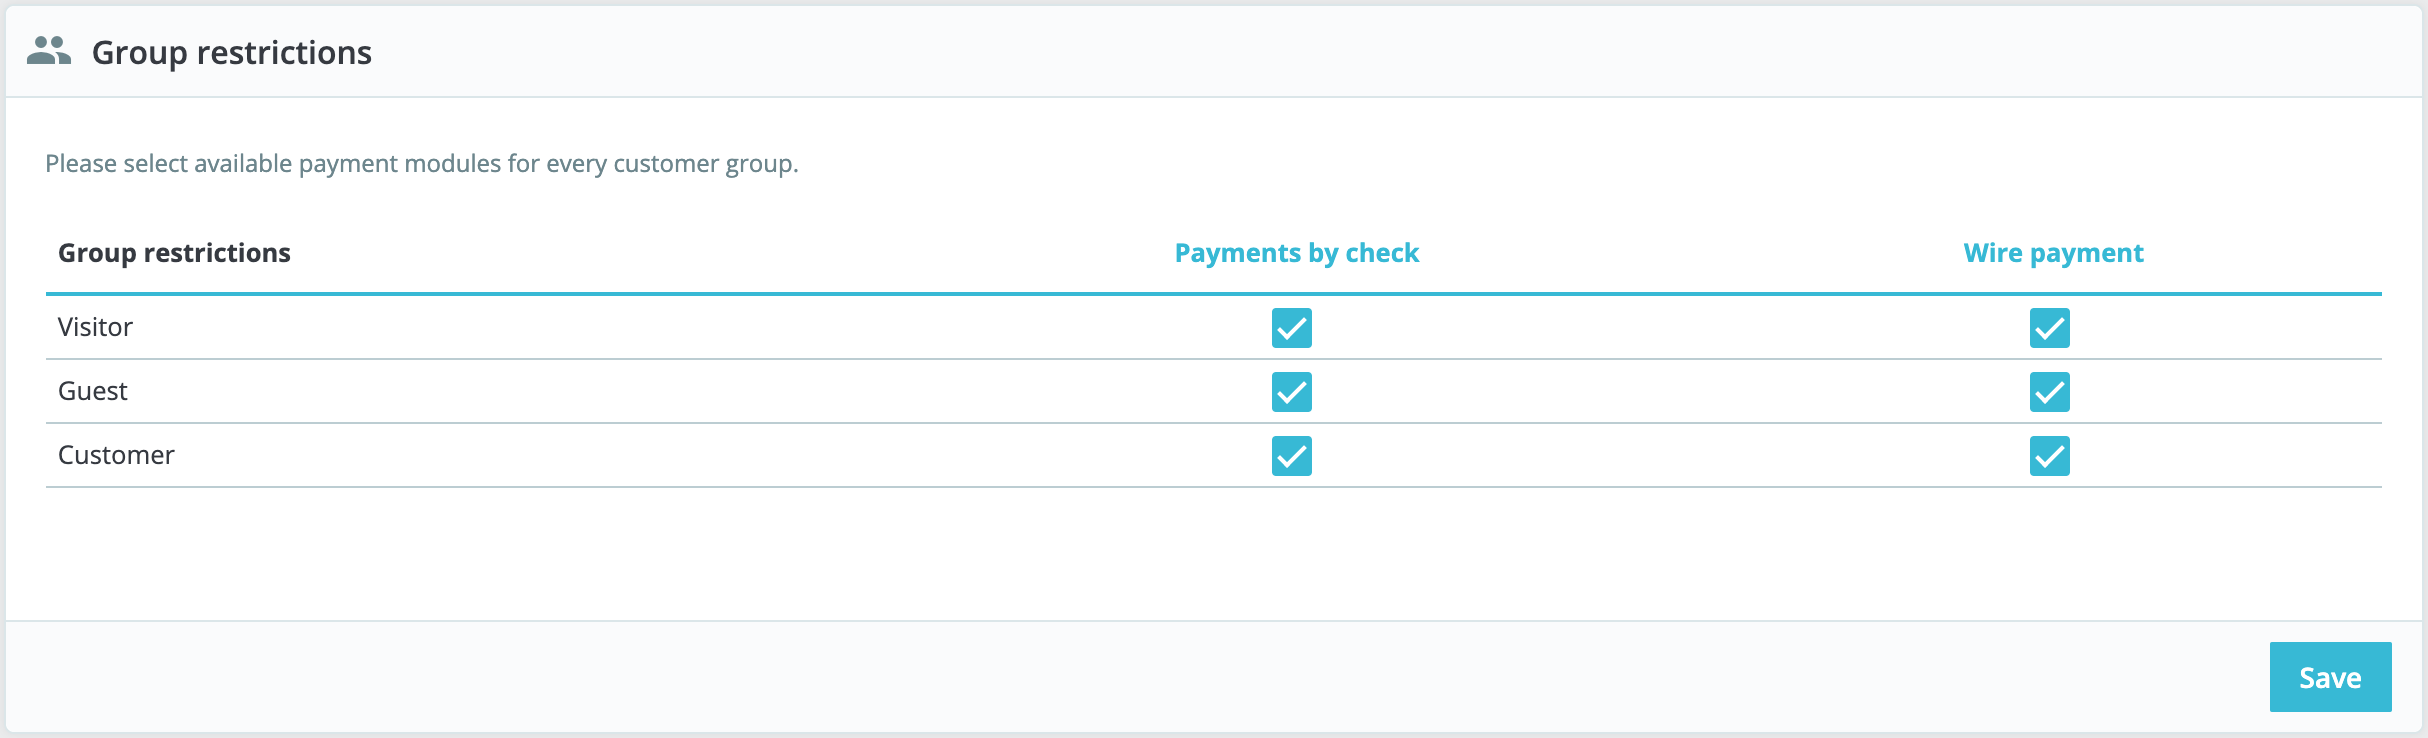 Group restrictions
Please select available payment modules for every customer group.
Group restrictions Payments by check Wire payment
Visitor
Guest
Customer
Save